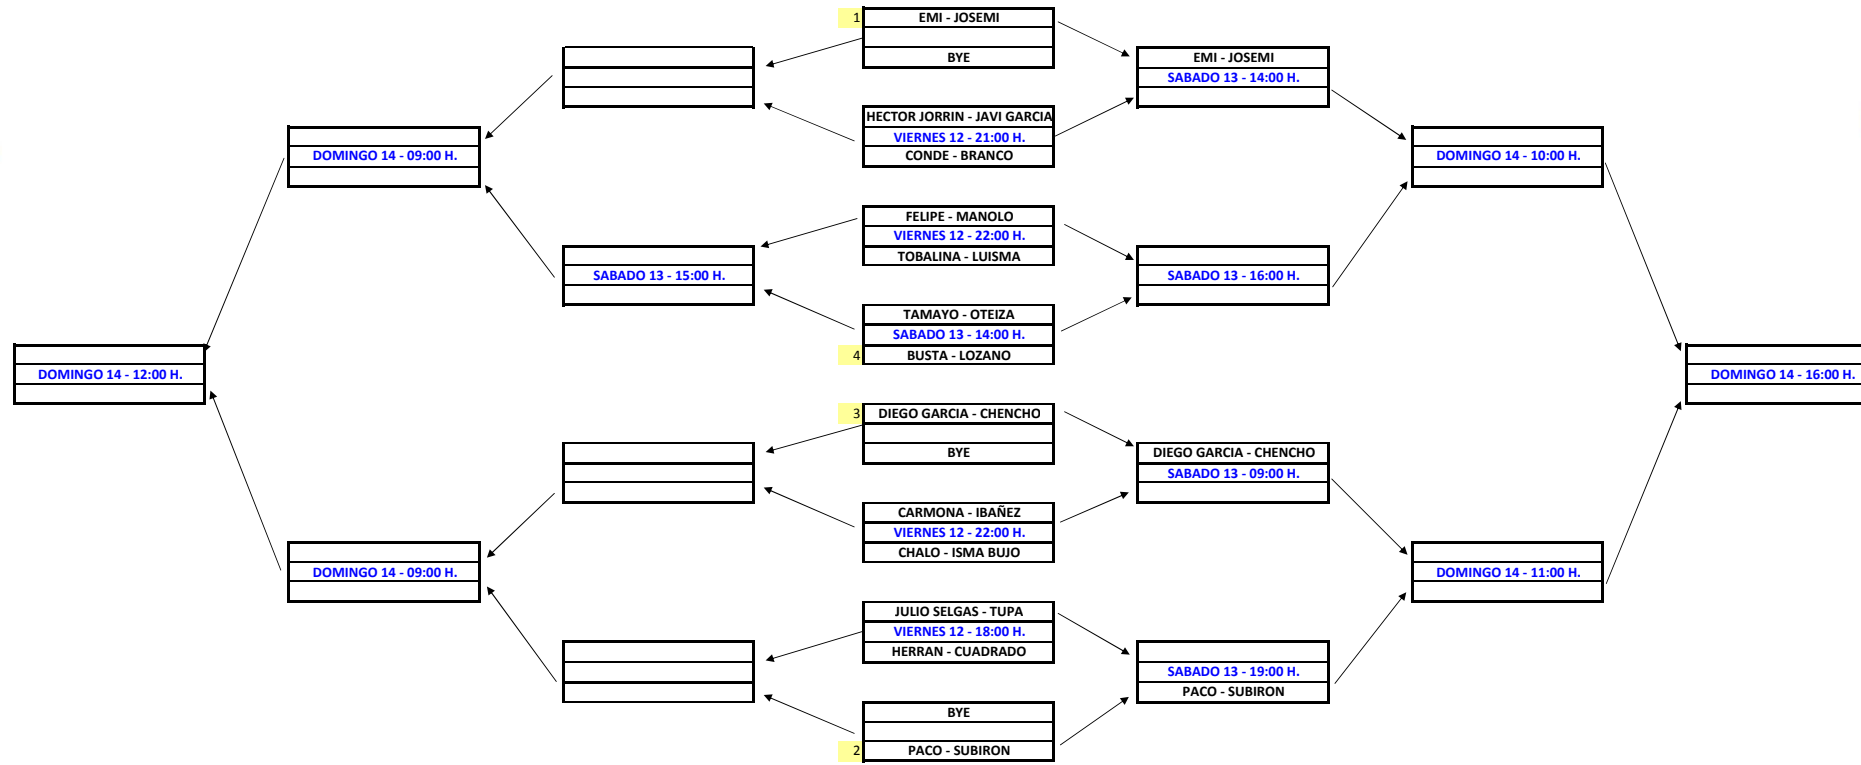 1
EMI - JOSEMI
BYE
EMI - JOSEMI
SABADO 13 - 14:00 H.
HECTOR JORRIN - JAVI GARCIA
VIERNES 12 - 21:00 H.
CONDE - BRANCO
DOMINGO 14 - 09:00 H.
DOMINGO 14 - 10:00 H.
FELIPE - MANOLO
VIERNES 12 - 22:00 H.
TOBALINA - LUISMA
SABADO 13 - 15:00 H.
SABADO 13 - 16:00 H.
TAMAYO - OTEIZA
SABADO 13 - 14:00 H.
4
BUSTA - LOZANO
DOMINGO 14 - 12:00 H.
DOMINGO 14 - 16:00 H.
3
DIEGO GARCIA - CHENCHO
BYE
DIEGO GARCIA - CHENCHO
SABADO 13 - 09:00 H.
CARMONA - IBAÑEZ
VIERNES 12 - 22:00 H.
CHALO - ISMA BUJO
DOMINGO 14 - 09:00 H.
DOMINGO 14 - 11:00 H.
JULIO SELGAS - TUPA
VIERNES 12 - 18:00 H.
HERRAN - CUADRADO
SABADO 13 - 19:00 H.
PACO - SUBIRON
BYE
2
PACO - SUBIRON